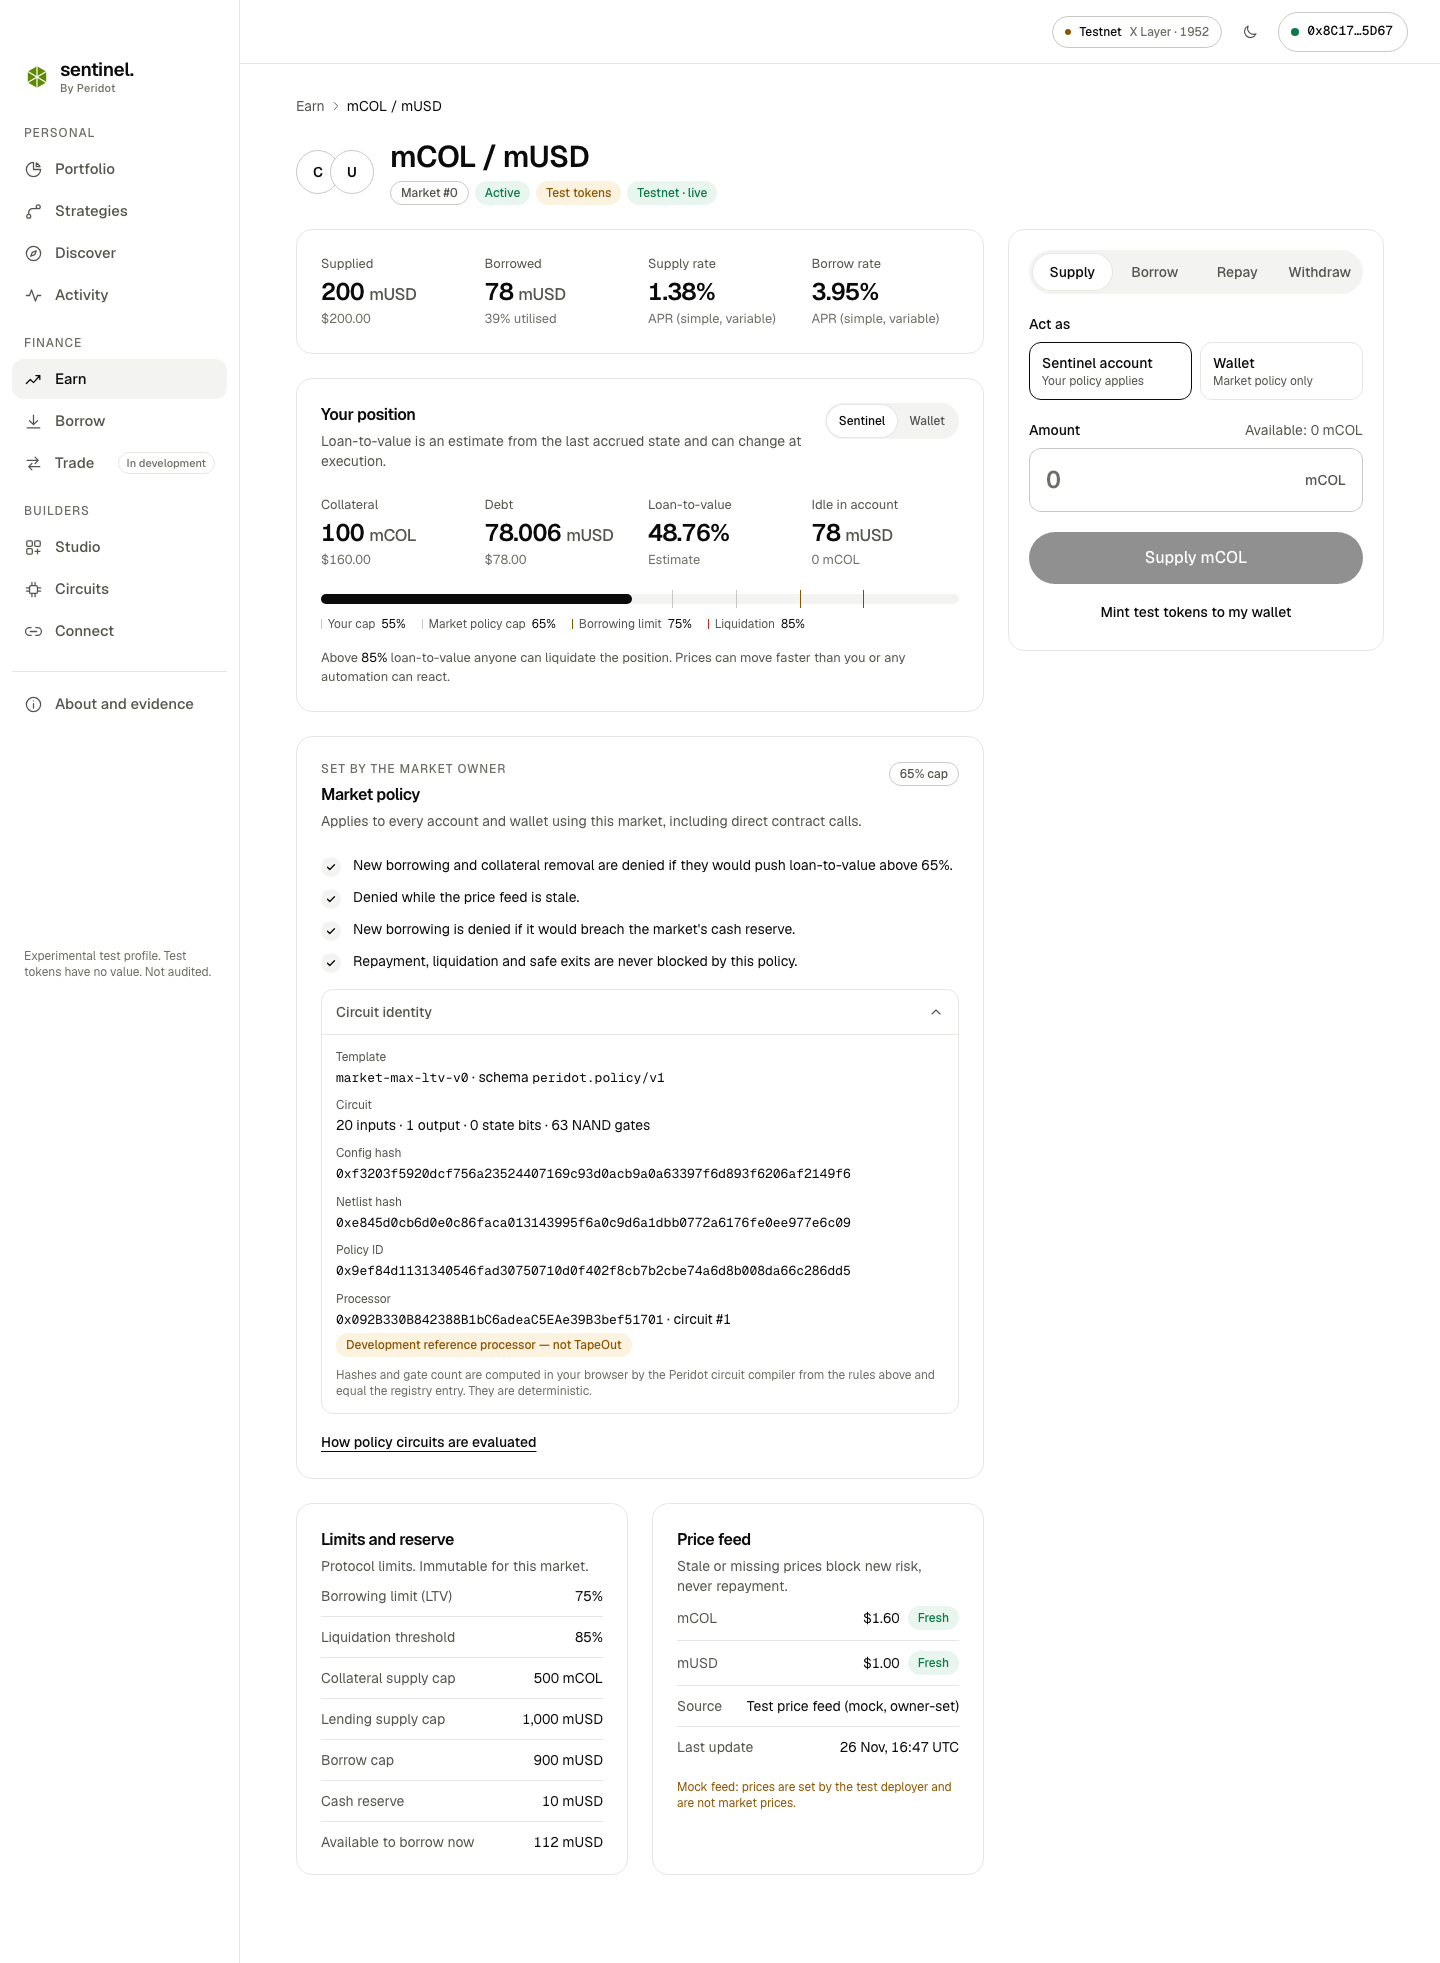 sentinel.
By Peridot
PERSONAL
Portfolio
Strategies
Discover
Activity
FINANCE
Earn
Borrow
Trade In development
BUILDERS
Studio
Circuits
Connect
About and evidence
Experimental test profile. Test
tokens have no value. Not audited.
Testnet X Layer · 1952
0x8C17…5D67
Earn > mCOL / mUSD
C U
mCOL / mUSD
Market #0 Active Test tokens Testnet · live
Supplied Borrowed Supply rate Borrow rate
200 mUSD 78 mUSD 1.38% 3.95%
$200.00 39% utilised APR (simple, variable) APR (simple, variable)
Your position
Sentinel Wallet
Loan-to-value is an estimate from the last accrued state and can change at
execution.
Collateral Debt Loan-to-value Idle in account
100 mCOL 78.006 mUSD 48.76% 78 mUSD
$160.00 $78.00 Estimate 0 mCOL
Your cap 55% Market policy cap 65% Borrowing limit 75% Liquidation 85%
Above 85% loan-to-value anyone can liquidate the position. Prices can move faster than you or any
automation can react.
SET BY THE MARKET OWNER
65% cap
Market policy
Applies to every account and wallet using this market, including direct contract calls.
New borrowing and collateral removal are denied if they would push loan-to-value above 65%.
Denied while the price feed is stale.
New borrowing is denied if it would breach the market's cash reserve.
Repayment, liquidation and safe exits are never blocked by this policy.
Circuit identity
Template
market-max-ltv-v0 · schema peridot.policy/v1
Circuit
20 inputs · 1 output · 0 state bits · 63 NAND gates
Config hash
0xf3203f5920dcf756a23524407169c93d0acb9a0a63397f6d893f6206af2149f6
Netlist hash
0xe845d0cb6d0e0c86faca013143995f6a0c9d6a1dbb0772a6176fe0ee977e6c09
Policy ID
0x9ef84d1131340546fad30750710d0f402f8cb7b2cbe74a6d8b008da66c286dd5
Processor
0x092B330B842388B1bC6adeaC5EAe39B3bef51701 · circuit #1
Development reference processor — not TapeOut
Hashes and gate count are computed in your browser by the Peridot circuit compiler from the rules above and
equal the registry entry. They are deterministic.
How policy circuits are evaluated
Limits and reserve
Protocol limits. Immutable for this market.
Borrowing limit (LTV) 75%
Liquidation threshold 85%
Collateral supply cap 500 mCOL
Lending supply cap 1,000 mUSD
Borrow cap 900 mUSD
Cash reserve 10 mUSD
Available to borrow now 112 mUSD
Price feed
Stale or missing prices block new risk,
never repayment.
mCOL $1.60 Fresh
mUSD $1.00 Fresh
Source Test price feed (mock, owner-set)
Last update 26 Nov, 16:47 UTC
Mock feed: prices are set by the test deployer and
are not market prices.
Supply Borrow Repay Withdraw
Act as
Sentinel account Wallet
Your policy applies Market policy only
Amount Available: 0 mCOL
0 mCOL
Supply mCOL
Mint test tokens to my wallet